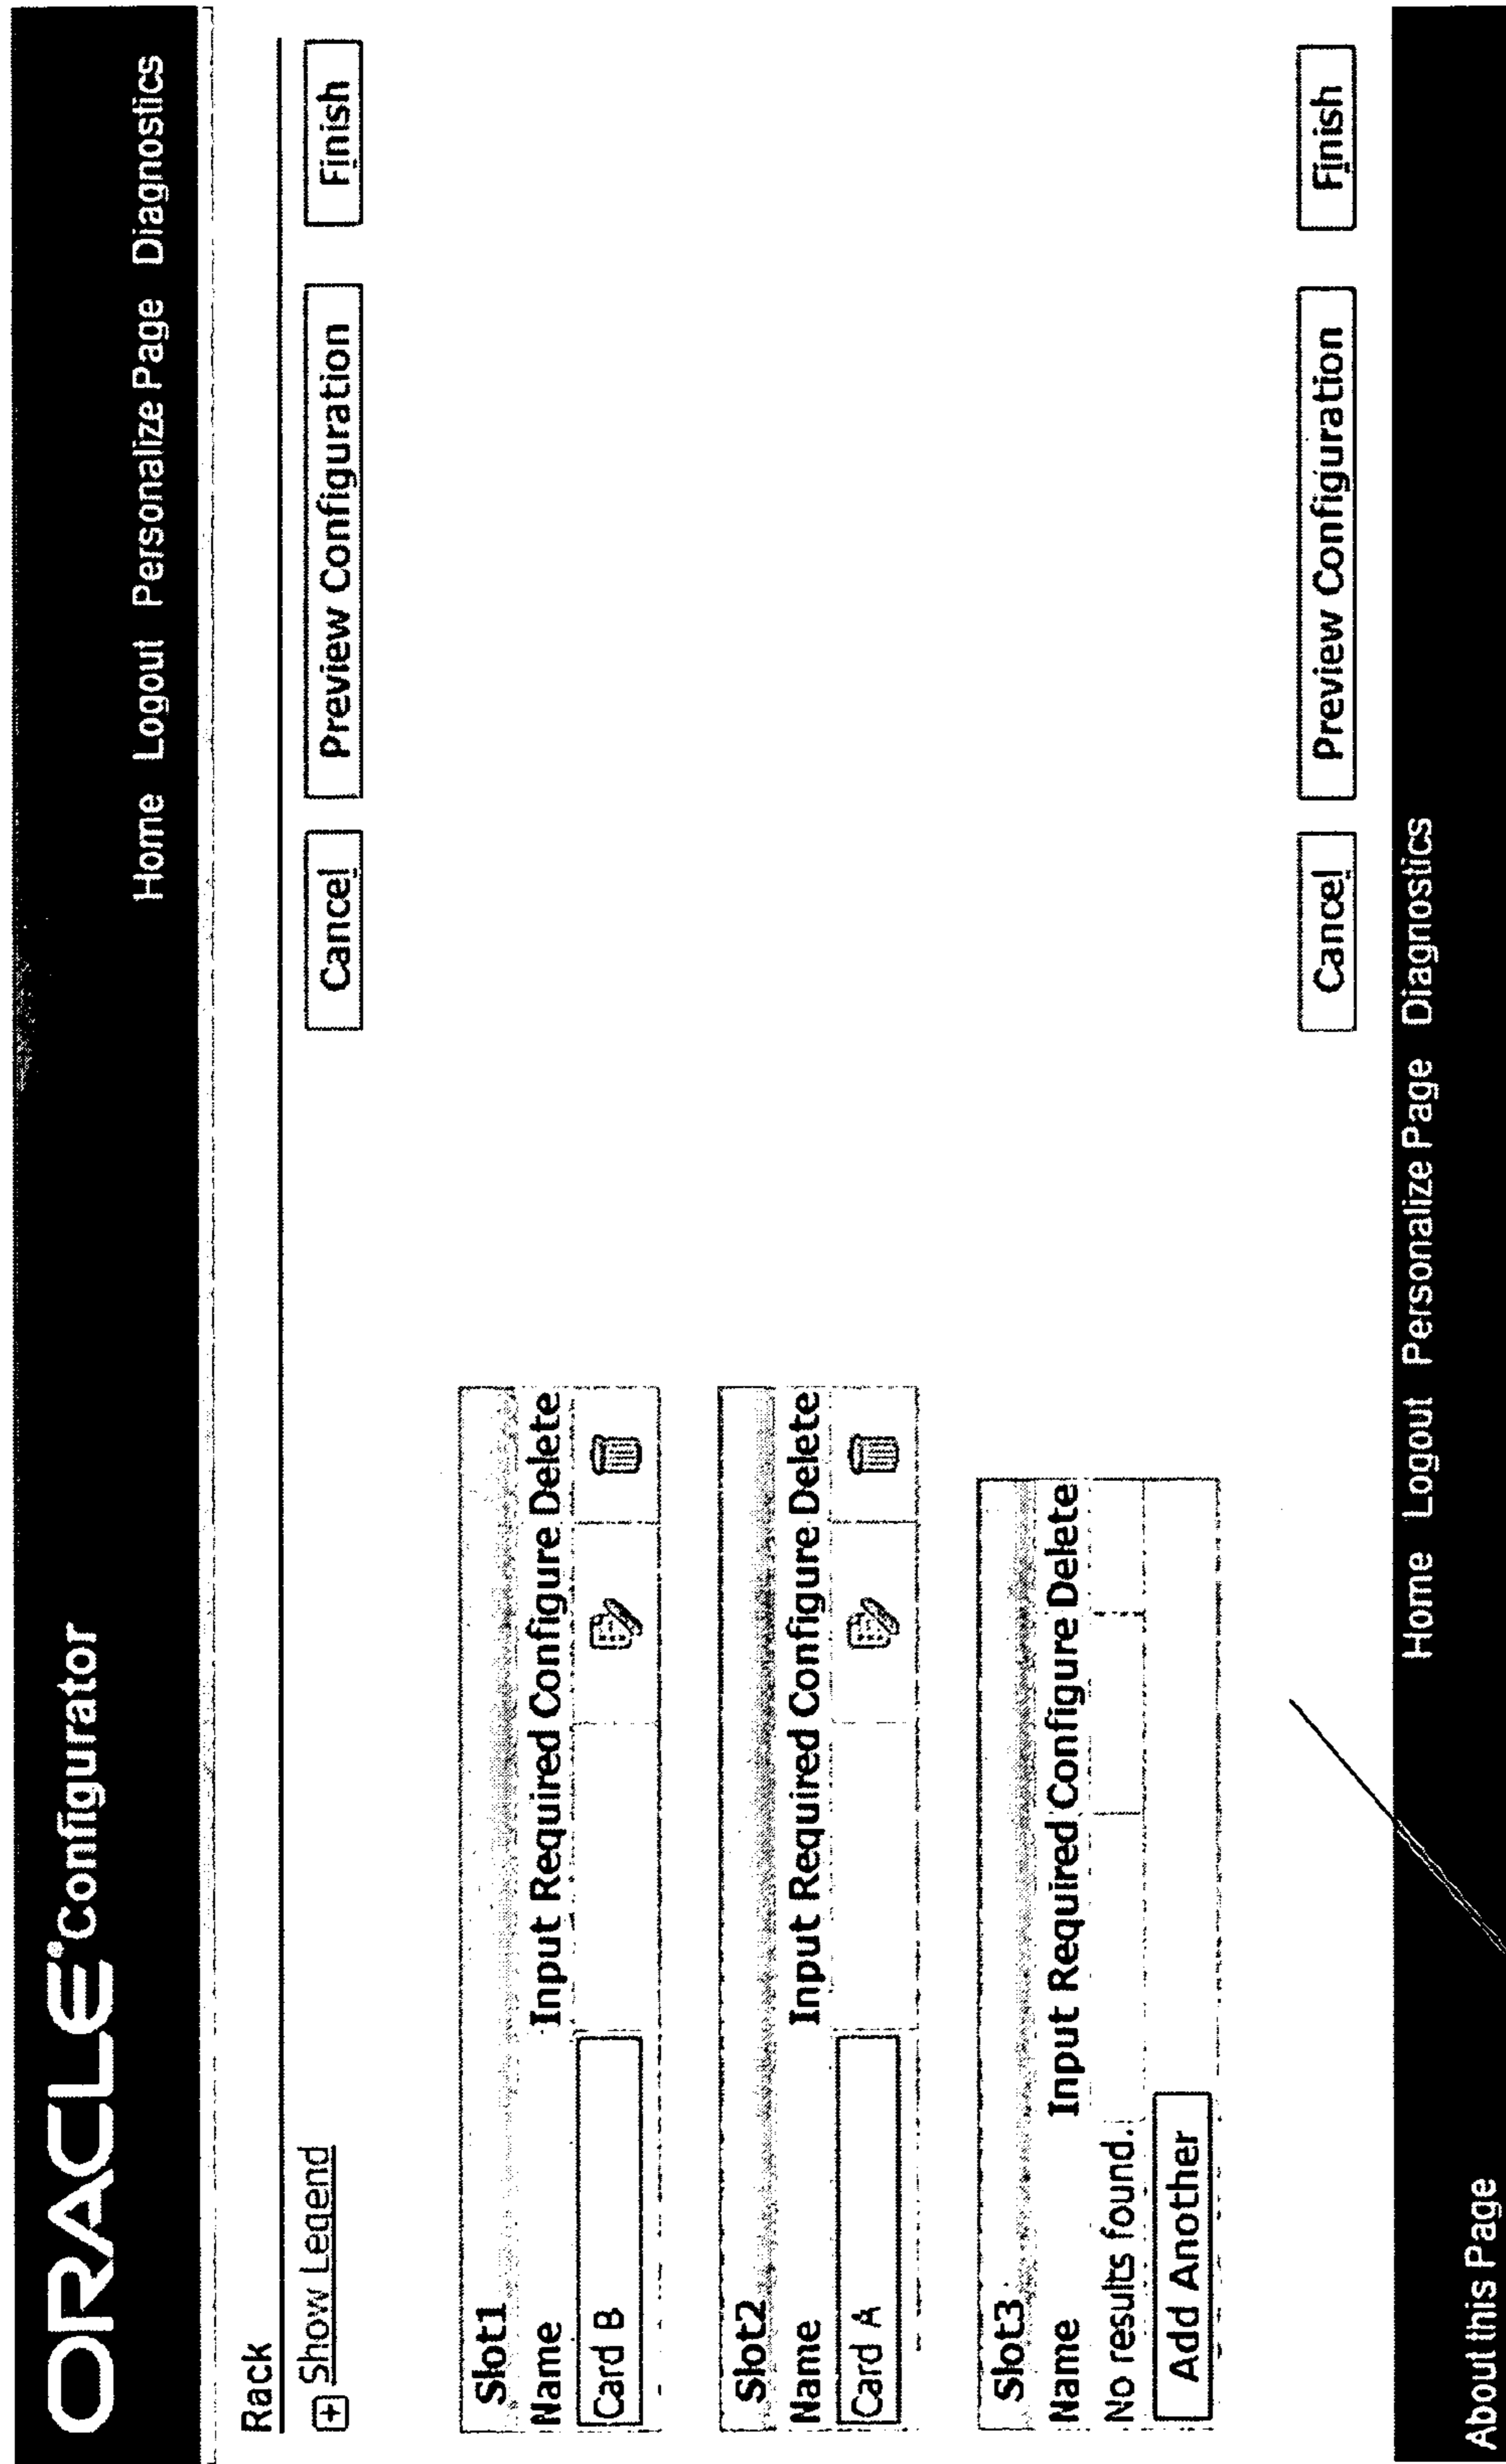 ORACLE® Configurator
Home Logout Personalize Page Diagnostics
Rack
Show Legend
Cancel Preview Configuration Finish
Slot1
Name Input Required Configure Delete
Card B
Slot2
Name Input Required Configure Delete
Card A
Slot3
Name Input Required Configure Delete
No results found.
Add Another
Cancel Preview Configuration Finish
Home Logout Personalize Page Diagnostics
About this Page